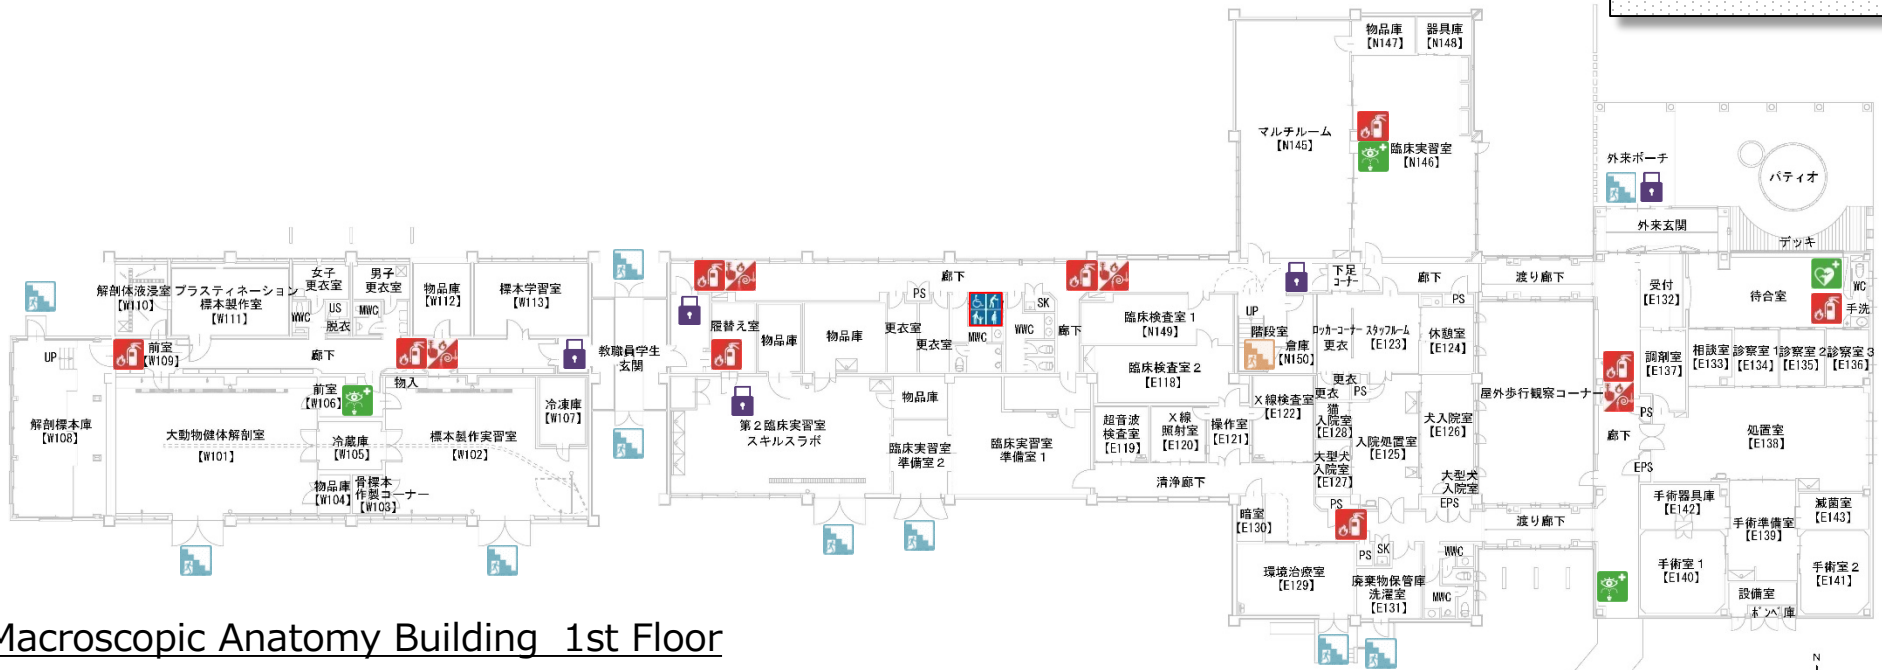 物品庫
【N147】
器具庫
【N148】
マルチルーム
【N145】
臨床実習室
【N146】
外来ポーチ
パティオ
外来玄関
デッキ
解剖体液浸室
【W110】
プラスティネーション
標本製作室
【W111】
女子
更衣室
男子
更衣室
US
WWC
脱衣
MWC
物品庫
【W112】
標本学習室
【W113】
UP
前室
【W109】
廊下
物入
教職員学生
玄関
解剖標本庫
【W108】
前室
【W106】
大動物健体解剖室
【W101】
冷蔵庫
【W105】
標本製作実習室
【W102】
冷凍庫
【W107】
物品庫
【W104】
骨標本
作製コーナー
【W103】
廊下
履替え室
物品庫
物品庫
PS
更衣室
更衣室
MWC
WWC
SK
廊下
臨床検査室1
【N149】
臨床検査室2
【E118】
UP
階段室
倉庫
【N150】
下足
コーナー
廊下
ロッカーコーナー
更衣
スタッフルーム
【E123】
PS
休憩室
【E124】
渡り廊下
受付
【E132】
待合室
WC
手洗
第2臨床実習室
スキルスラボ
物品庫
臨床実習室
準備室2
臨床実習室
準備室1
超音波
検査室
【E119】
X線
照射室
【E120】
操作室
【E121】
X線検査室
【E122】
更衣
更衣
PS
猫
入院室
【E128】
大型犬
入院室
【E127】
入院処置室
【E125】
犬入院室
【E126】
大型犬
入院室
屋外歩行観察コーナー
調剤室
【E137】
相談室
【E133】
診察室1
【E134】
診察室2
【E135】
診察室3
【E136】
PS
廊下
EPS
処置室
【E138】
清浄廊下
PS
EPS
渡り廊下
暗室
【E130】
PS
SK
WWC
MWC
環境治療室
【E129】
廃棄物保管庫
洗濯室
【E131】
手術器具庫
【E142】
手術準備室
【E139】
滅菌室
【E143】
手術室1
【E140】
手術室2
【E141】
設備室
ボンベ庫
Macroscopic Anatomy Building 1st Floor
N